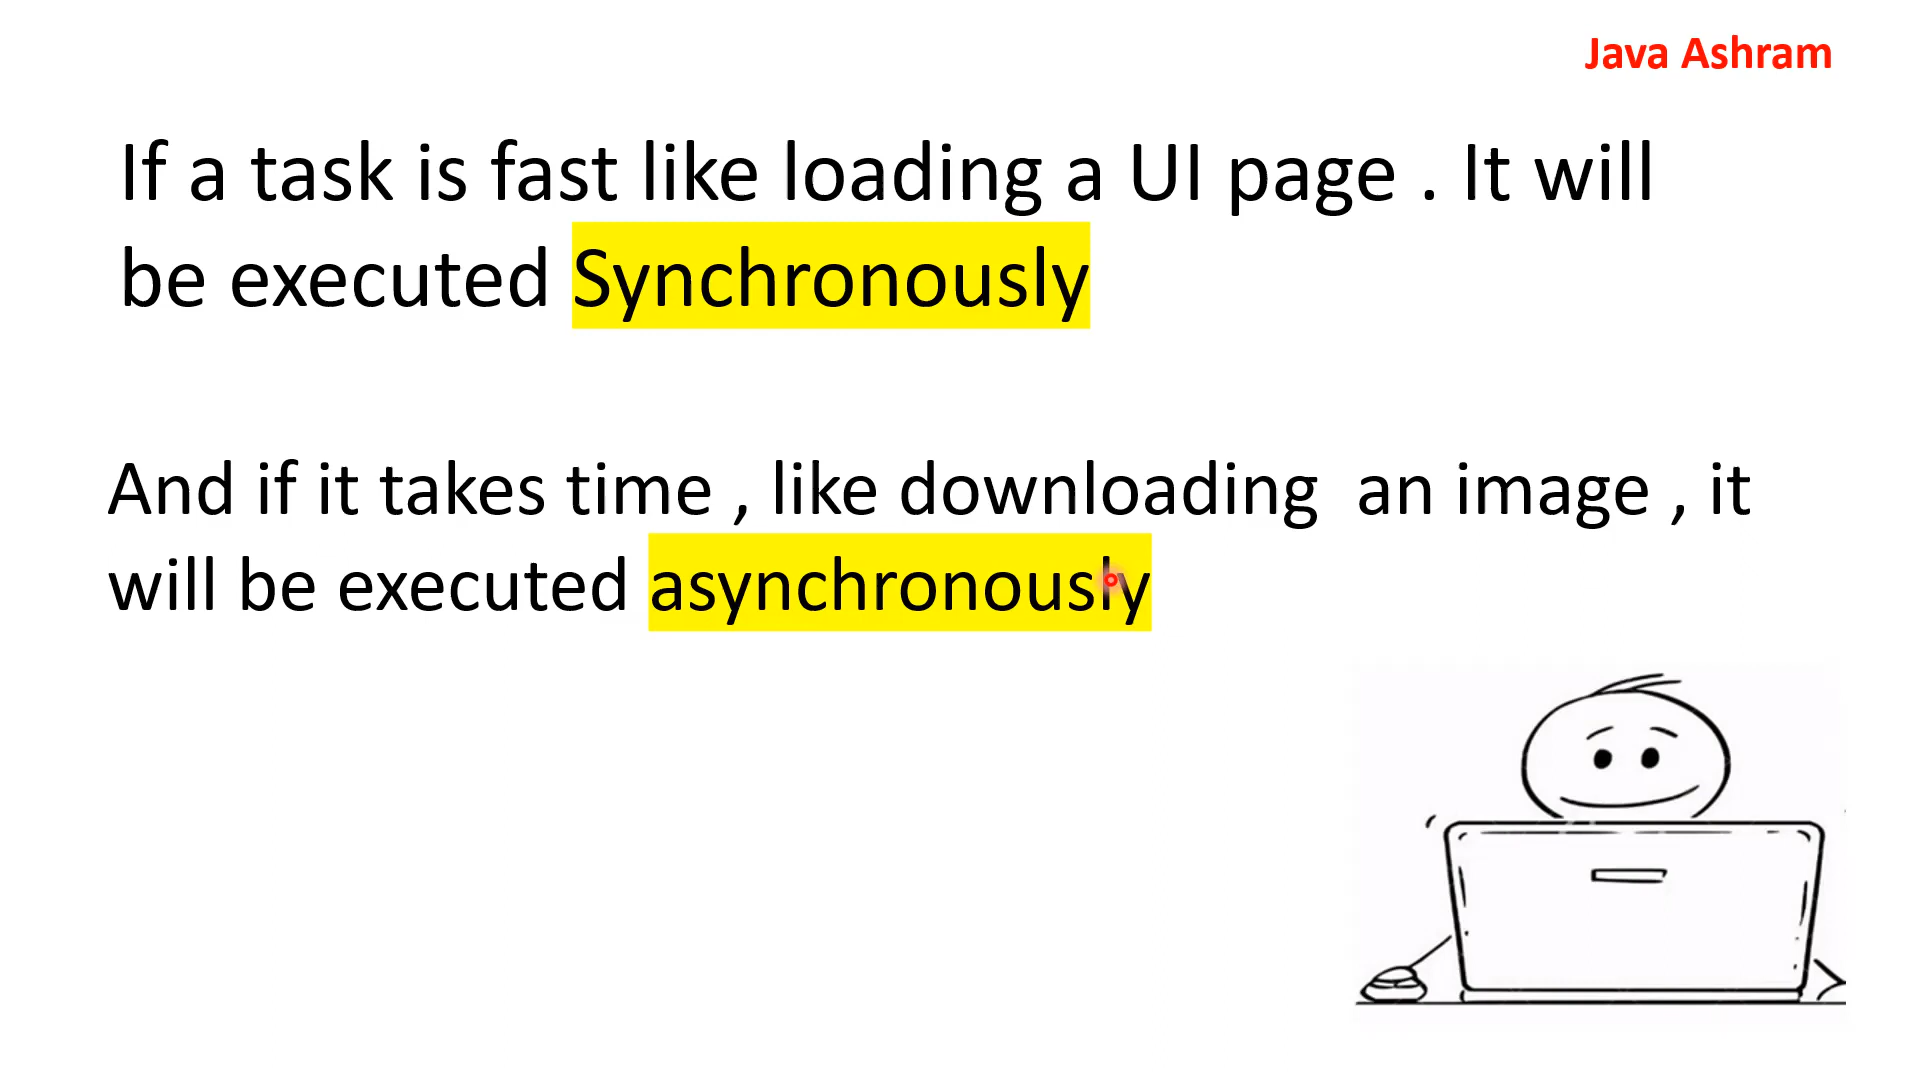 Java Ashram
If a task is fast like loading a UI page . It will
be executed Synchronously
And if it takes time , like downloading  an image , it
will be executed asynchronously